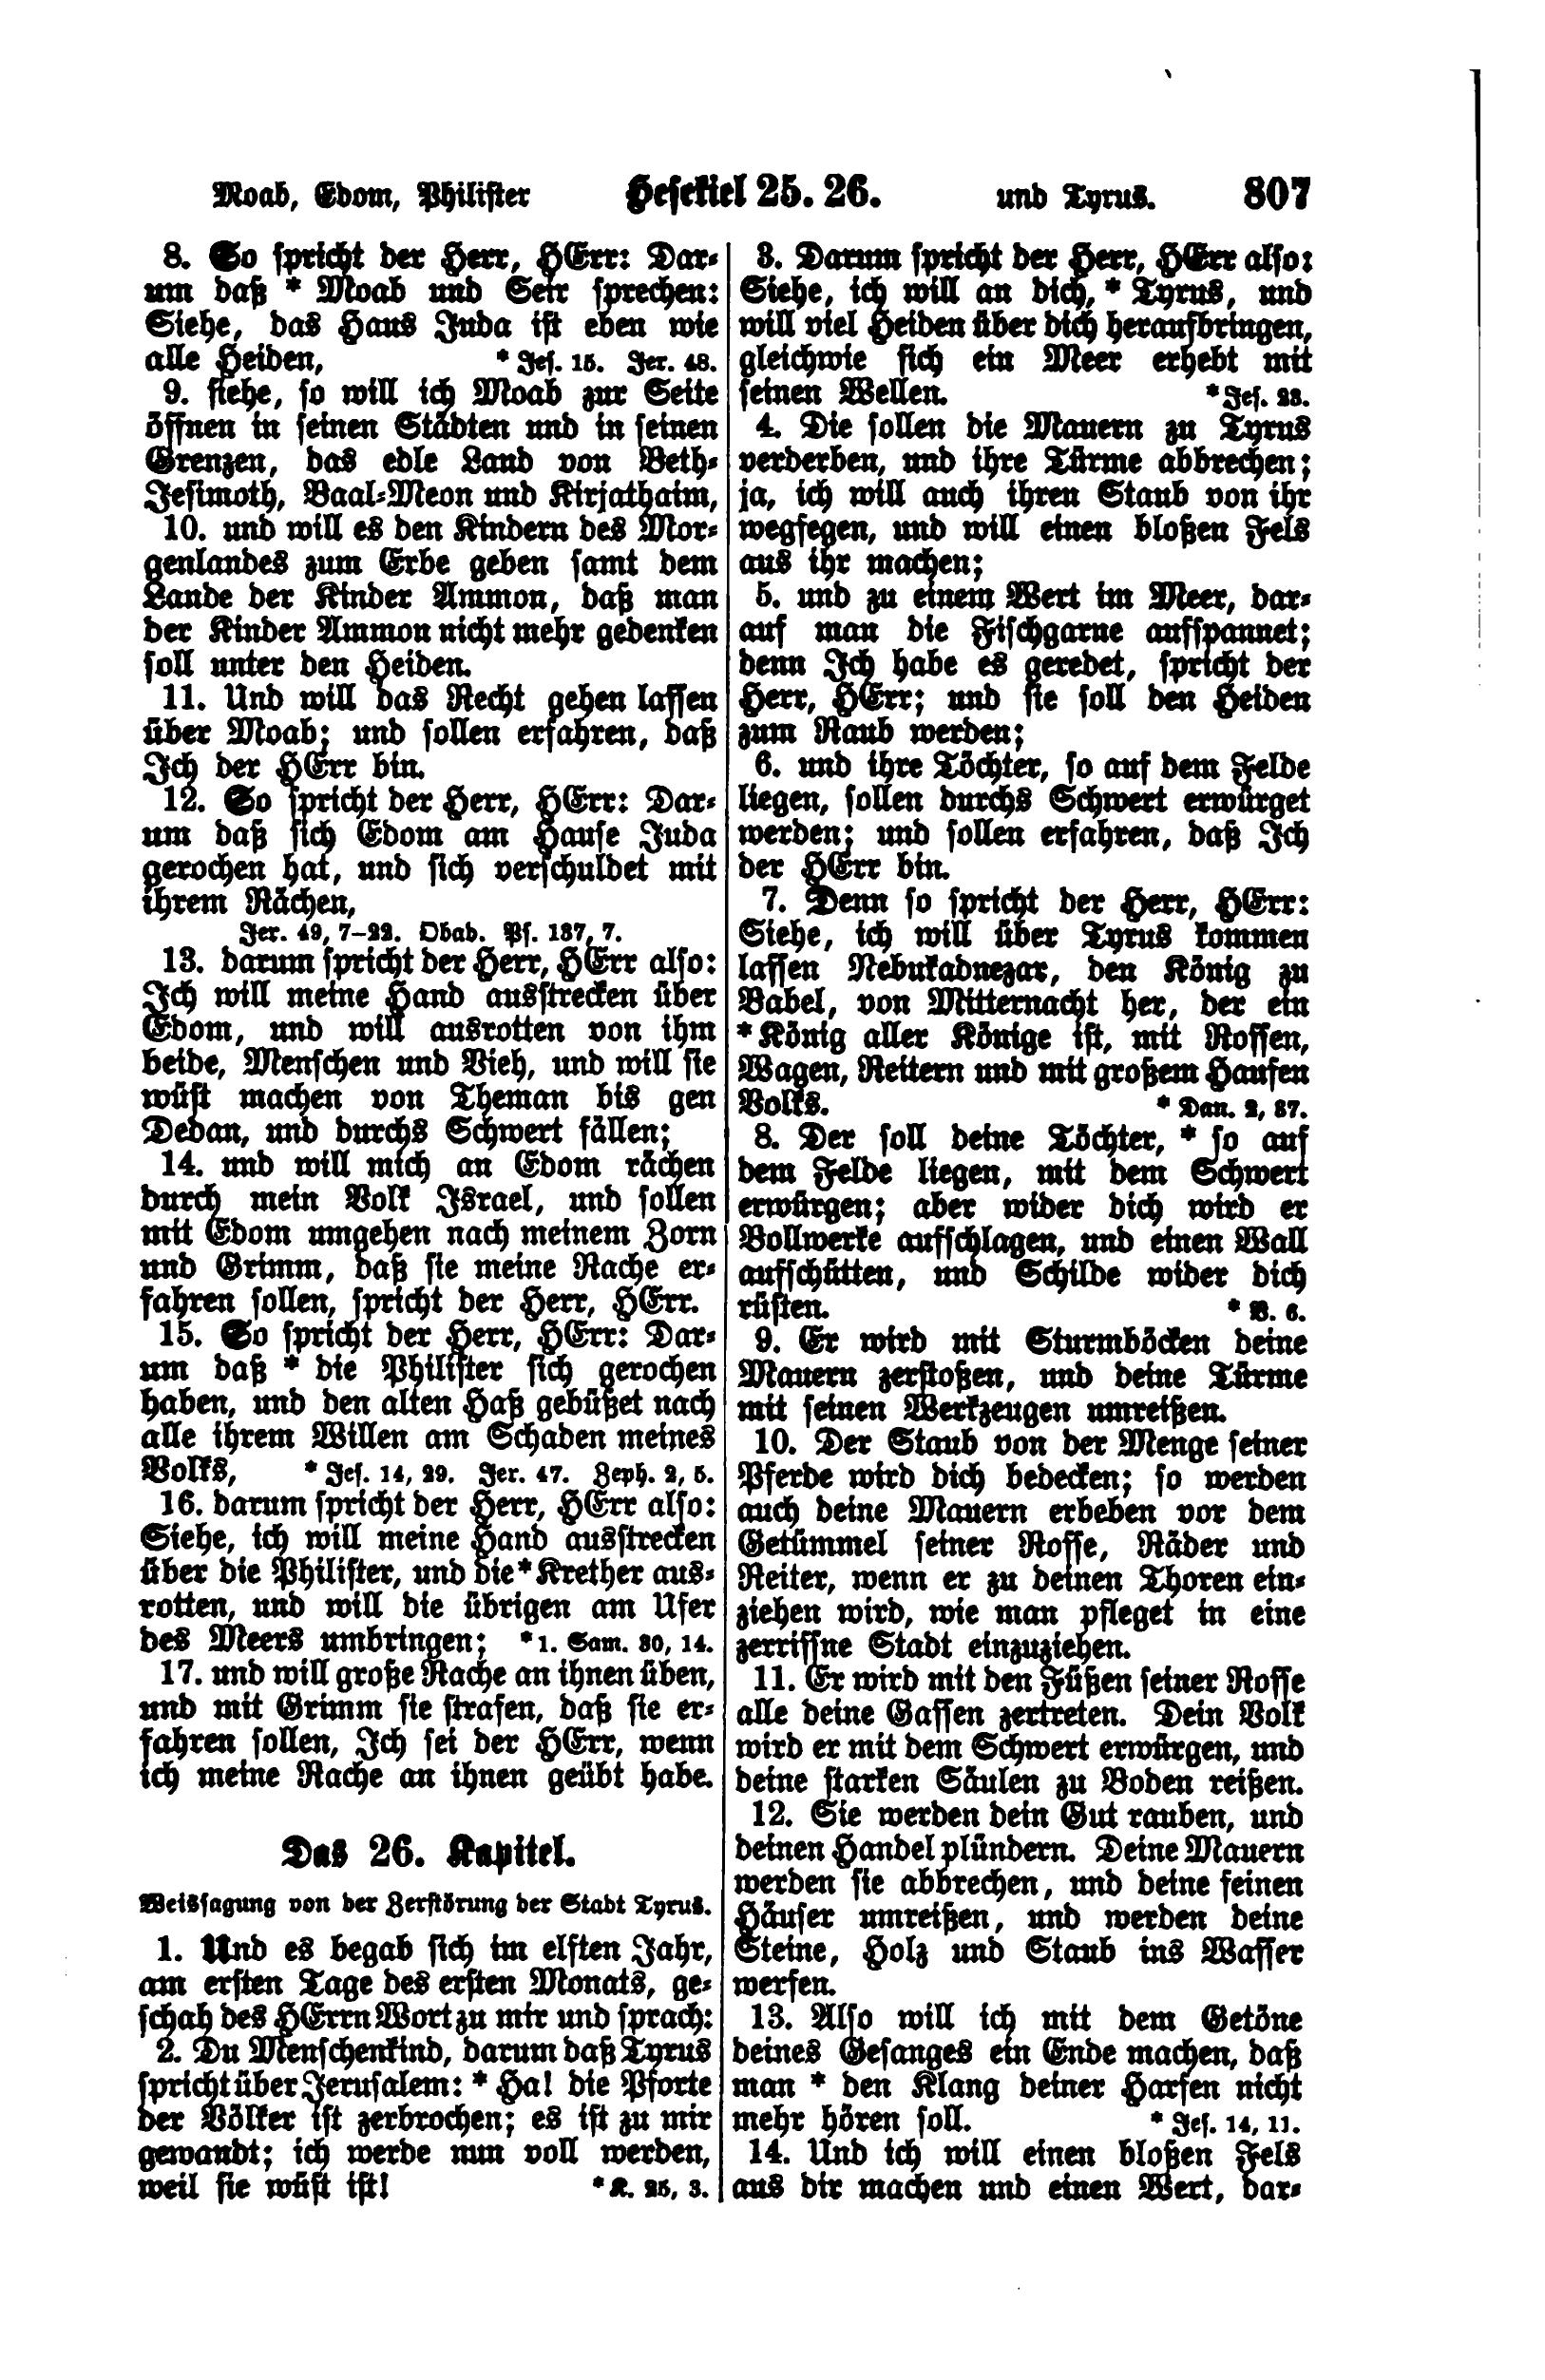 Moab, Edom, Philister Hesekiel 25. 26. und Tyrus. 807
8. So spricht der Herr, HErr: Dar-
um daß * Moab und Seir sprechen:
Siehe, das Haus Juda ist eben wie
alle Heiden, * Jes. 15. Jer. 48.
9. siehe, so will ich Moab zur Seite
öffnen in seinen Städten und in seinen
Grenzen, das edle Land von Beth-
Jesimoth, Baal-Meon und Kirjathaim,
10. und will es den Kindern des Mor-
genlandes zum Erbe geben samt dem
Lande der Kinder Ammon, daß man
der Kinder Ammon nicht mehr gedenken
soll unter den Heiden.
11. Und will das Recht gehen lassen
über Moab; und sollen erfahren, daß
Ich der HErr bin.
12. So spricht der Herr, HErr: Dar-
um daß sich Edom am Hause Juda
gerochen hat, und sich verschuldet mit
ihrem Rächen,
Jer. 49, 7–22. Obad. Ps. 137, 7.
13. darum spricht der Herr, HErr also:
Ich will meine Hand ausstrecken über
Edom, und will ausrotten von ihm
beide, Menschen und Vieh, und will sie
wüst machen von Theman bis gen
Dedan, und durchs Schwert fällen;
14. und will mich an Edom rächen
durch mein Volk Israel, und sollen
mit Edom umgehen nach meinem Zorn
und Grimm, daß sie meine Rache er-
fahren sollen, spricht der Herr, HErr.
15. So spricht der Herr, HErr: Dar-
um daß * die Philister sich gerochen
haben, und den alten Haß gebüßet nach
alle ihrem Willen am Schaden meines
Volks, * Jes. 14, 29. Jer. 47. Zeph. 2, 5.
16. darum spricht der Herr, HErr also:
Siehe, ich will meine Hand ausstrecken
über die Philister, und die * Krether aus-
rotten, und will die übrigen am Ufer
des Meers umbringen; * 1. Sam. 30, 14.
17. und will große Rache an ihnen üben,
und mit Grimm sie strafen, daß sie er-
fahren sollen, Ich sei der HErr, wenn
ich meine Rache an ihnen geübt habe.
Das 26. Kapitel.
Weissagung von der Zerstörung der Stadt Tyrus.
1. Und es begab sich im elften Jahr,
am ersten Tage des ersten Monats, ge-
schah des HErrn Wort zu mir und sprach:
2. Du Menschenkind, darum daß Tyrus
spricht über Jerusalem: * Ha! die Pforte
der Völker ist zerbrochen; es ist zu mir
gewandt; ich werde nun voll werden,
weil sie wüst ist! * K. 25, 3.
3. Darum spricht der Herr, HErr also:
Siehe, ich will an dich, * Tyrus, und
will viel Heiden über dich heraufbringen,
gleichwie sich ein Meer erhebt mit
seinen Wellen. * Jes. 23.
4. Die sollen die Mauern zu Tyrus
verderben, und ihre Türme abbrechen;
ja, ich will auch ihren Staub von ihr
wegfegen, und will einen bloßen Fels
aus ihr machen;
5. und zu einem Wert im Meer, dar-
auf man die Fischgarne aufspannet;
denn Ich habe es geredet, spricht der
Herr, HErr; und sie soll den Heiden
zum Raub werden;
6. und ihre Töchter, so auf dem Felde
liegen, sollen durchs Schwert erwürget
werden; und sollen erfahren, daß Ich
der HErr bin.
7. Denn so spricht der Herr, HErr:
Siehe, ich will über Tyrus kommen
lassen Nebukadnezar, den König zu
Babel, von Mitternacht her, der ein
* König aller Könige ist, mit Rossen,
Wagen, Reitern und mit großem Haufen
Volks. * Dan. 2, 37.
8. Der soll deine Töchter, * so auf
dem Felde liegen, mit dem Schwert
erwürgen; aber wider dich wird er
Bollwerke aufschlagen, und einen Wall
aufschütten, und Schilde wider dich
rüsten. * V. 6.
9. Er wird mit Sturmböcken deine
Mauern zerstoßen, und deine Türme
mit seinen Werkzeugen umreißen.
10. Der Staub von der Menge seiner
Pferde wird dich bedecken; so werden
auch deine Mauern erbeben vor dem
Getümmel seiner Rosse, Räder und
Reiter, wenn er zu deinen Thoren ein-
ziehen wird, wie man pfleget in eine
zerrissne Stadt einzuziehen.
11. Er wird mit den Füßen seiner Rosse
alle deine Gassen zertreten. Dein Volk
wird er mit dem Schwert erwürgen, und
deine starken Säulen zu Boden reißen.
12. Sie werden dein Gut rauben, und
deinen Handel plündern. Deine Mauern
werden sie abbrechen, und deine feinen
Häuser umreißen, und werden deine
Steine, Holz und Staub ins Wasser
werfen.
13. Also will ich mit dem Getöne
deines Gesanges ein Ende machen, daß
man * den Klang deiner Harfen nicht
mehr hören soll. * Jes. 14, 11.
14. Und ich will einen bloßen Fels
aus dir machen und einen Wert, dar-